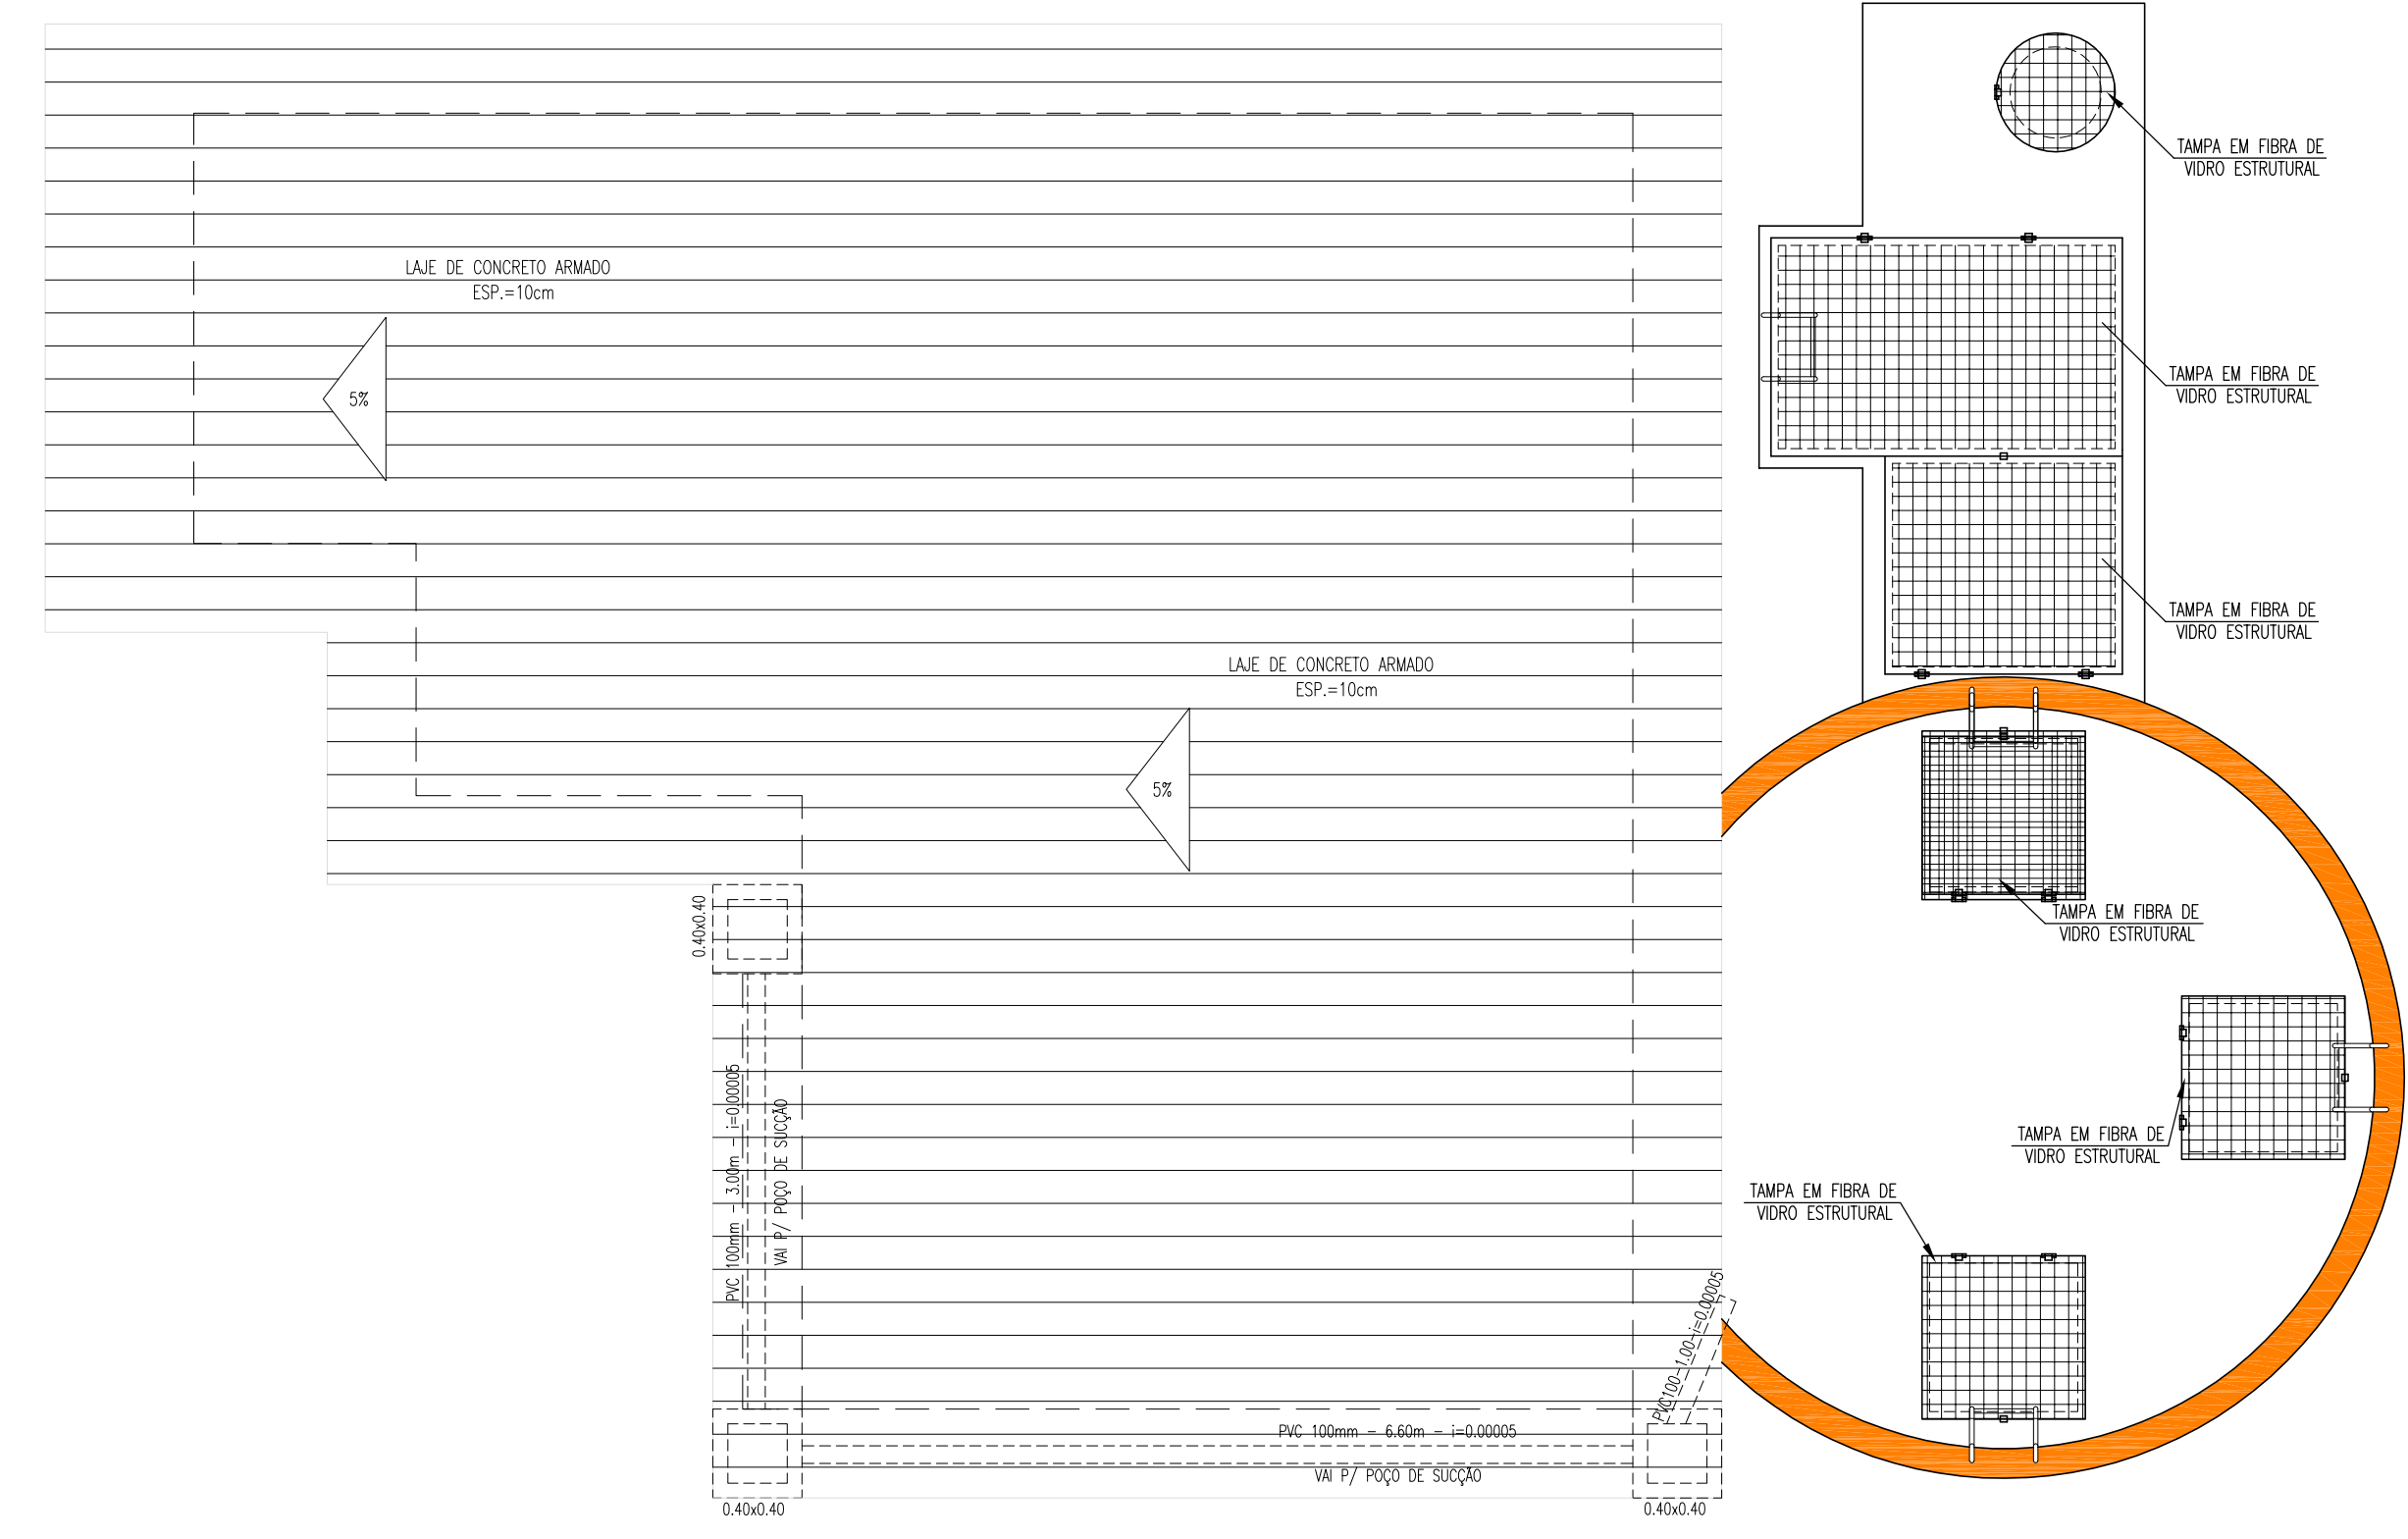 TAMPA EM FIBRA DE
VIDRO ESTRUTURAL
LAJE DE CONCRETO ARMADO
ESP.=10cm
5%
TAMPA EM FIBRA DE
VIDRO ESTRUTURAL
TAMPA EM FIBRA DE
VIDRO ESTRUTURAL
LAJE DE CONCRETO ARMADO
ESP.=10cm
5%
0.40x0.40
TAMPA EM FIBRA DE
VIDRO ESTRUTURAL
PVC 100mm - 3.00m - i=0.00005
VAI P/ POÇO DE SUCÇÃO
TAMPA EM FIBRA DE
VIDRO ESTRUTURAL
TAMPA EM FIBRA DE
VIDRO ESTRUTURAL
PVC100-1.00-i=0.00005
PVC 100mm - 6.60m - i=0.00005
VAI P/ POÇO DE SUCÇÃO
0.40x0.40
0.40x0.40